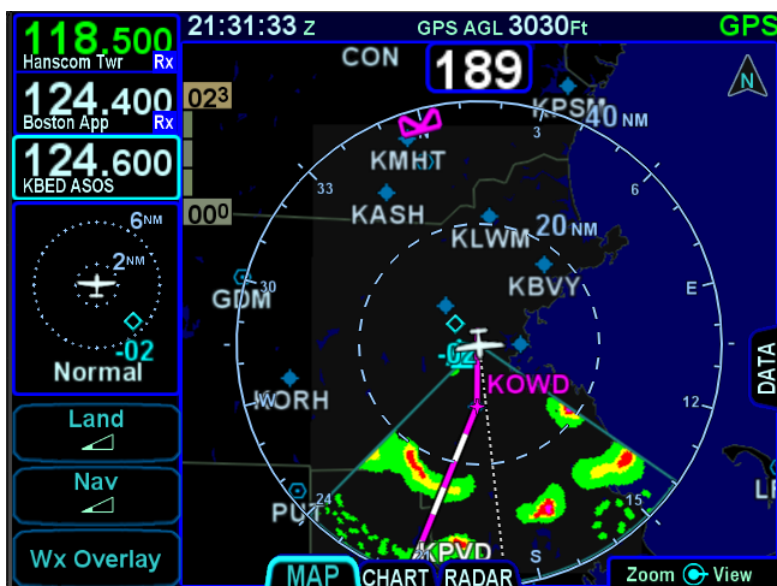 118.500
Hanscom Twr Rx
124.400
Boston App Rx
124.600
KBED ASOS
6NM
2NM
-02
Normal
Land
Nav
Wx Overlay
21:31:33 Z GPS AGL 3030Ft GPS
CON
189
N
02³
KPSM
40 NM
N
3
KMHT
33
6
KASH
KLWM
20 NM
00⁰
KBVY
GDM
30
E
-02
KOWD
DATA
KORH
W
12
24
15
PUT
KPVD
S
MAP CHART RADAR Zoom View